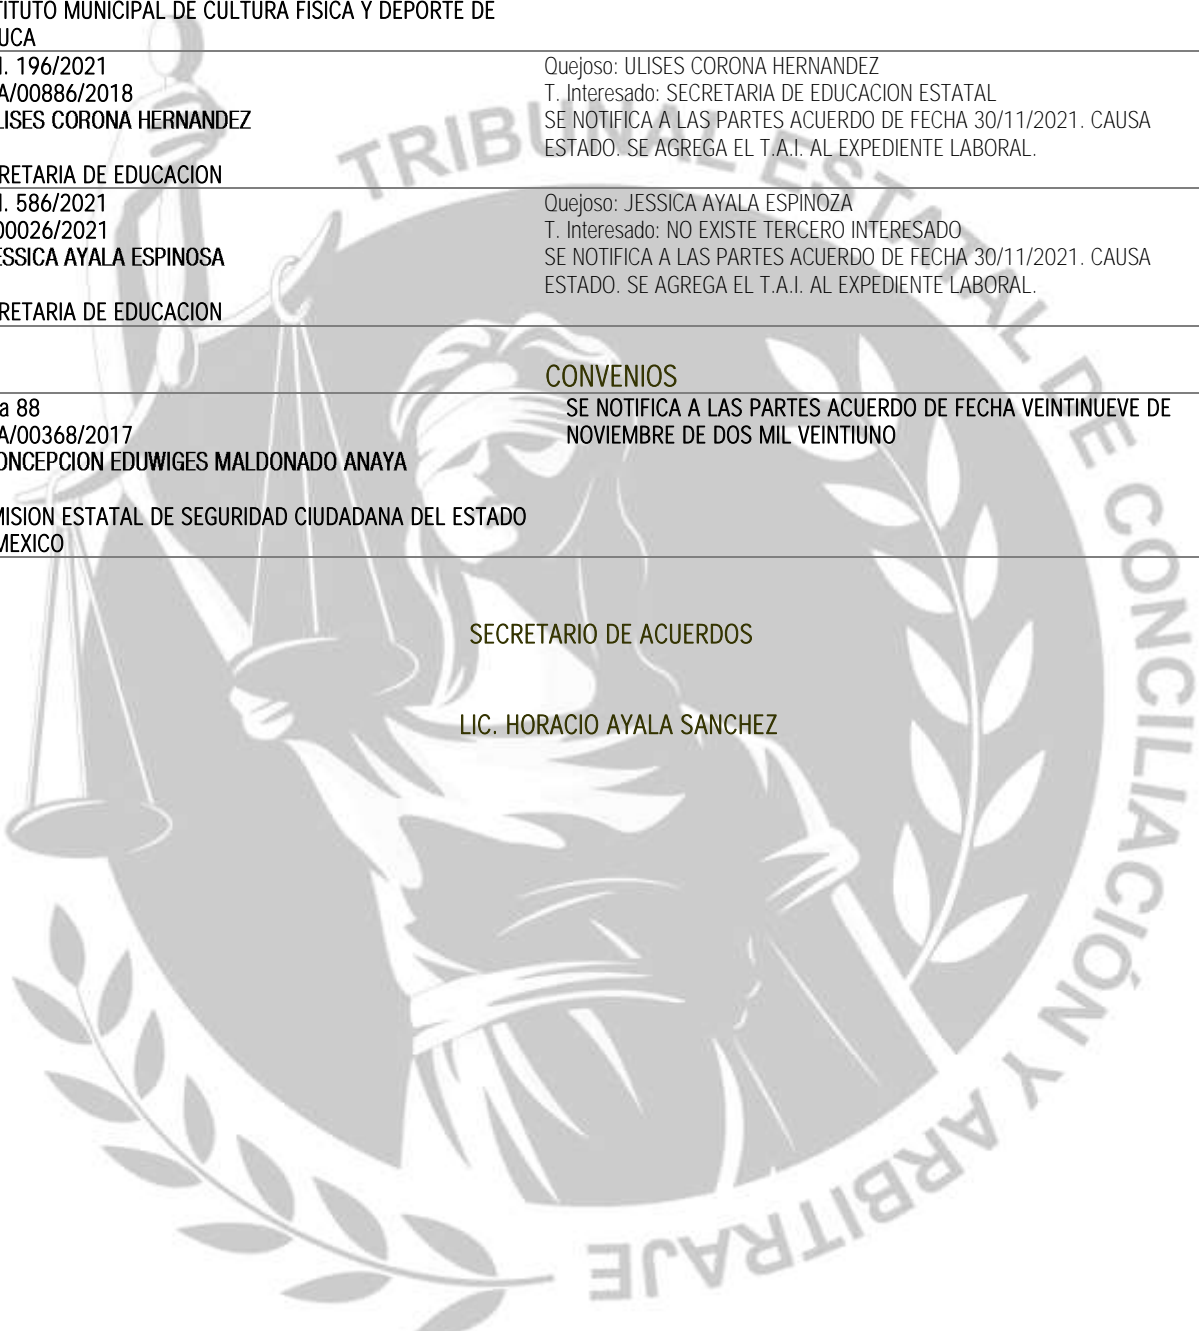 TITUTO MUNICIPAL DE CULTURA FISICA Y DEPORTE DE
UCA
. 196/2021
A/00886/2018
LISES CORONA HERNANDEZ
RETARIA DE EDUCACION
Quejoso: ULISES CORONA HERNANDEZ
T. Interesado: SECRETARIA DE EDUCACION ESTATAL
SE NOTIFICA A LAS PARTES ACUERDO DE FECHA 30/11/2021. CAUSA
ESTADO. SE AGREGA EL T.A.I. AL EXPEDIENTE LABORAL.
. 586/2021
00026/2021
ESSICA AYALA ESPINOSA
RETARIA DE EDUCACION
Quejoso: JESSICA AYALA ESPINOZA
T. Interesado: NO EXISTE TERCERO INTERESADO
SE NOTIFICA A LAS PARTES ACUERDO DE FECHA 30/11/2021. CAUSA
ESTADO. SE AGREGA EL T.A.I. AL EXPEDIENTE LABORAL.
CONVENIOS
a 88
A/00368/2017
ONCEPCION EDUWIGES MALDONADO ANAYA
MISION ESTATAL DE SEGURIDAD CIUDADANA DEL ESTADO
MEXICO
SE NOTIFICA A LAS PARTES ACUERDO DE FECHA VEINTINUEVE DE
NOVIEMBRE DE DOS MIL VEINTIUNO
SECRETARIO DE ACUERDOS
LIC. HORACIO AYALA SANCHEZ
TRIBUNAL ESTATAL DE CONCILIACIÓN Y ARBITRAJE